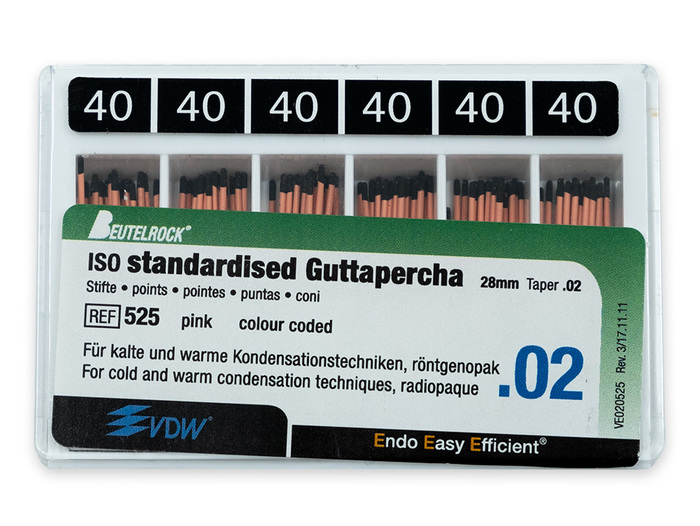 40 40 40 40 40 40
BEUTELROCK®
ISO standardised Guttapercha 28mm Taper .02
Stifte • points • pointes • puntas • coni
REF 525 pink colour coded
Für kalte und warme Kondensationstechniken, röntgenopak
For cold and warm condensation techniques, radiopaque
.02
VE020525 Rev. 3/17.11.11
VDW®
Endo Easy Efficient®